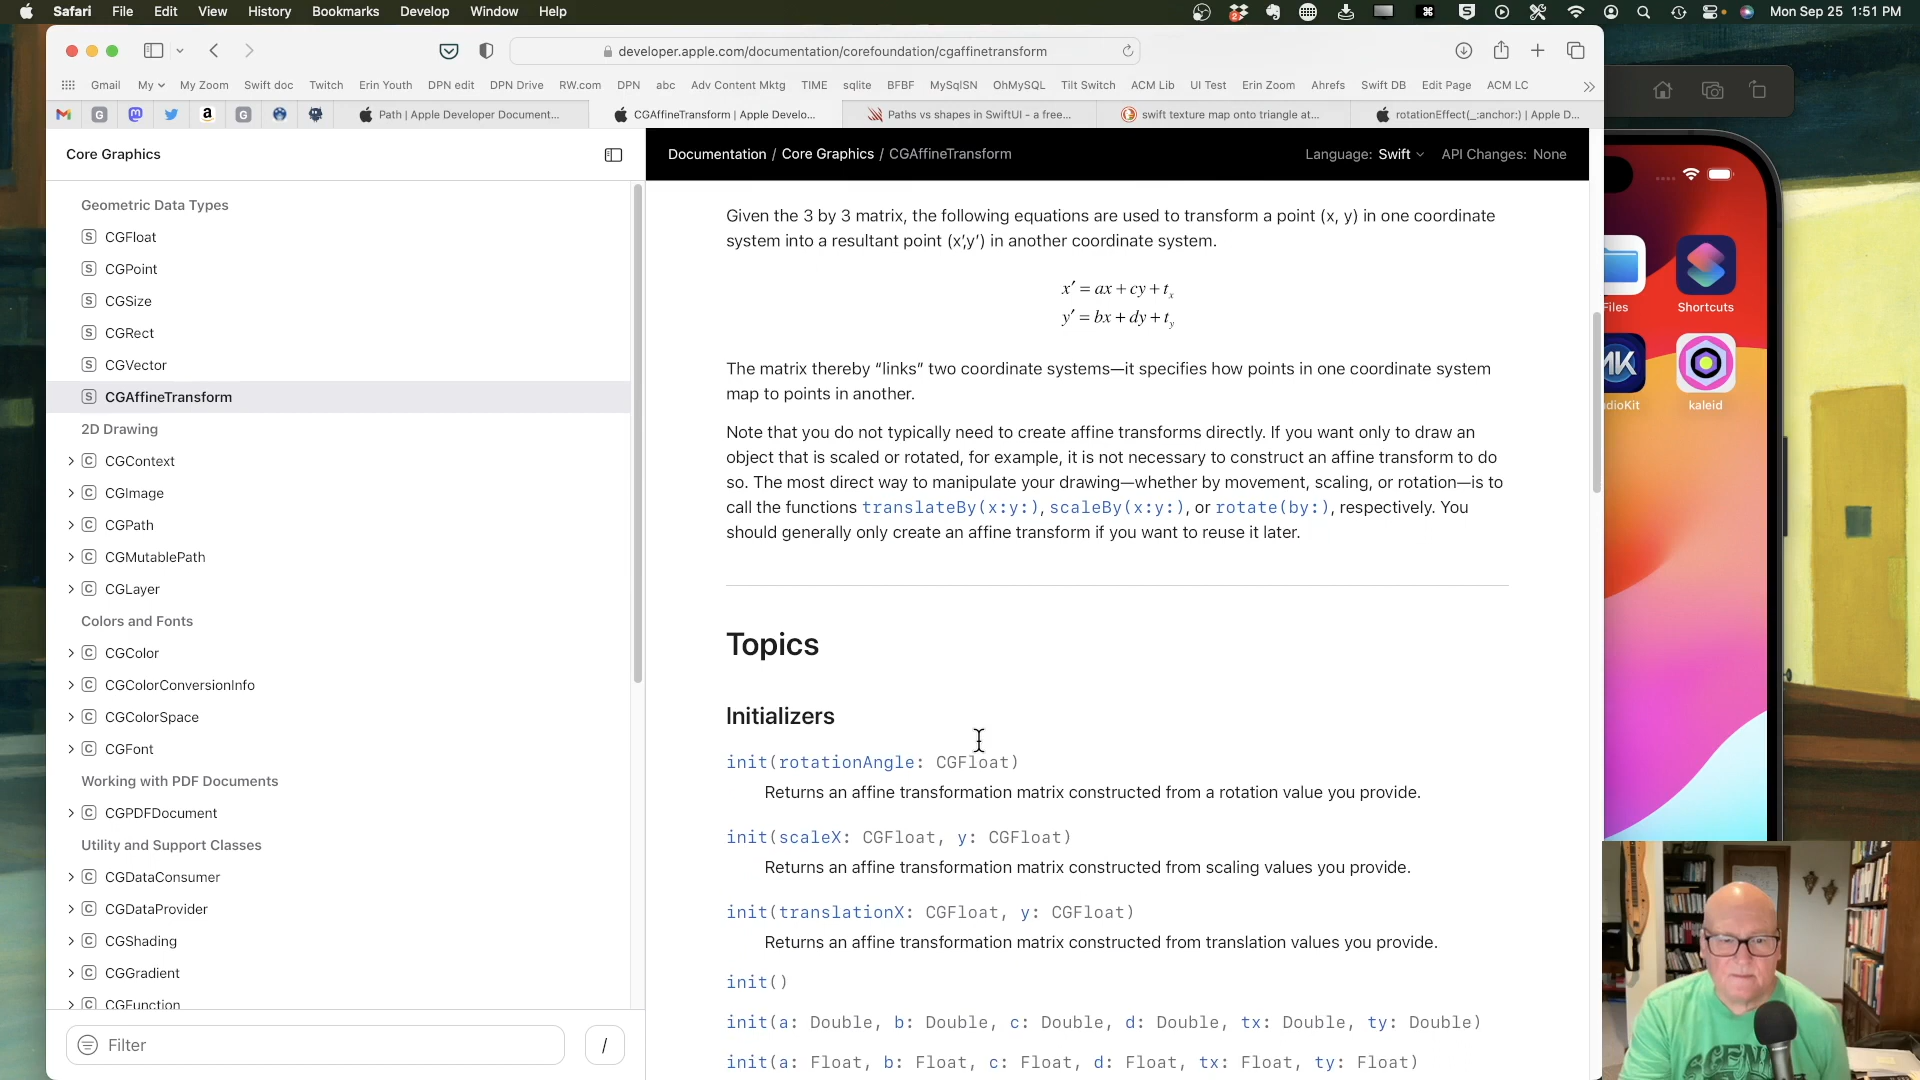 Safari File Edit View History Bookmarks Develop Window Help
Mon Sep 25 1:51 PM
developer.apple.com/documentation/corefoundation/cgaffinetransform
Gmail My My Zoom Swift doc Twitch Erin Youth DPN edit DPN Drive RW.com DPN abc Adv Content Mktg TIME sqlite BFBF MySqlSN OhMySQL Tilt Switch ACM Lib UI Test Erin Zoom Ahrefs Swift DB Edit Page ACM LC
Path | Apple Developer Document... CGAffineTransform | Apple Develo... Paths vs shapes in SwiftUI - a free... swift texture map onto triangle at... rotationEffect(_:anchor:) | Apple D...
Core Graphics
Documentation / Core Graphics / CGAffineTransform
Language: Swift API Changes: None
Geometric Data Types
S CGFloat
S CGPoint
S CGSize
S CGRect
S CGVector
S CGAffineTransform
2D Drawing
C CGContext
C CGImage
C CGPath
C CGMutablePath
C CGLayer
Colors and Fonts
C CGColor
C CGColorConversionInfo
C CGColorSpace
C CGFont
Working with PDF Documents
C CGPDFDocument
Utility and Support Classes
C CGDataConsumer
C CGDataProvider
C CGShading
C CGGradient
C CGFunction
Filter
/
Given the 3 by 3 matrix, the following equations are used to transform a point (x, y) in one coordinate
system into a resultant point (x’,y’) in another coordinate system.
x′ = ax + cy + tx
y′ = bx + dy + ty
The matrix thereby “links” two coordinate systems—it specifies how points in one coordinate system
map to points in another.
Note that you do not typically need to create affine transforms directly. If you want only to draw an
object that is scaled or rotated, for example, it is not necessary to construct an affine transform to do
so. The most direct way to manipulate your drawing—whether by movement, scaling, or rotation—is to
call the functions translateBy(x:y:), scaleBy(x:y:), or rotate(by:), respectively. You
should generally only create an affine transform if you want to reuse it later.
Topics
Initializers
init(rotationAngle: CGFloat)
Returns an affine transformation matrix constructed from a rotation value you provide.
init(scaleX: CGFloat, y: CGFloat)
Returns an affine transformation matrix constructed from scaling values you provide.
init(translationX: CGFloat, y: CGFloat)
Returns an affine transformation matrix constructed from translation values you provide.
init()
init(a: Double, b: Double, c: Double, d: Double, tx: Double, ty: Double)
init(a: Float, b: Float, c: Float, d: Float, tx: Float, ty: Float)
Files Shortcuts
dioKit kaleid